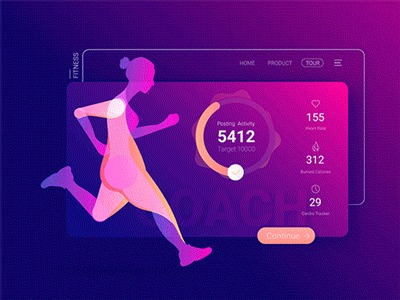 FITNESS
HOME PRODUCT TOUR
Posting Activity
5412
Target 10000
155
Heart Rate
312
Burned Calories
29
Cardio Tracker
COACH
Continue